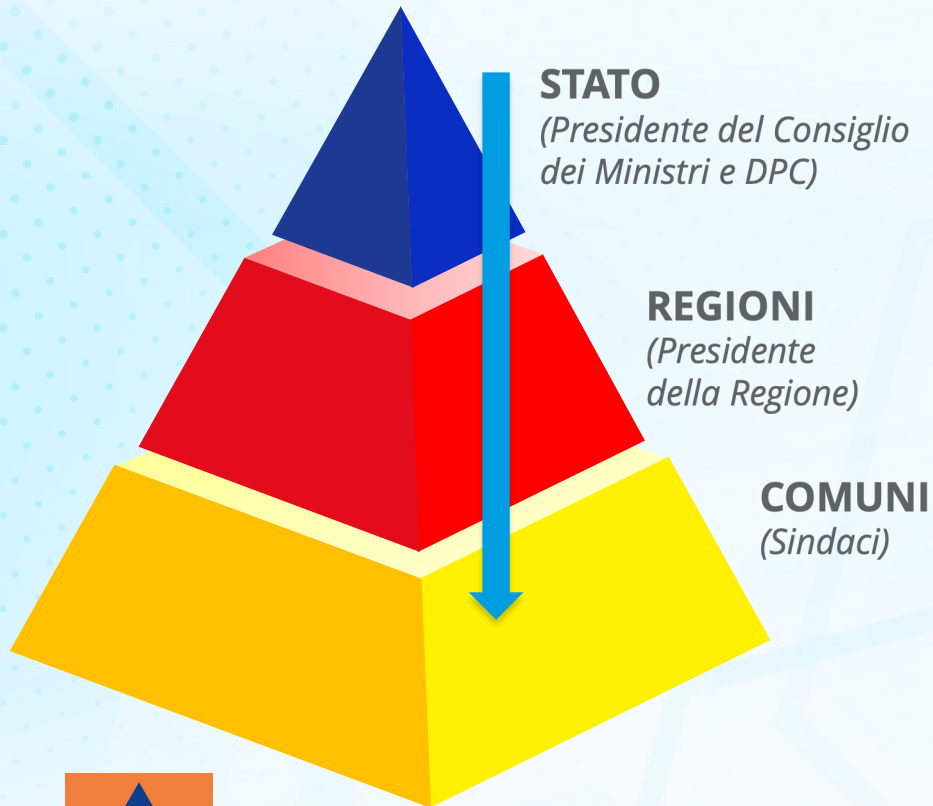 STATO
(Presidente del Consiglio
dei Ministri e DPC)
REGIONI
(Presidente
della Regione)
COMUNI
(Sindaci)